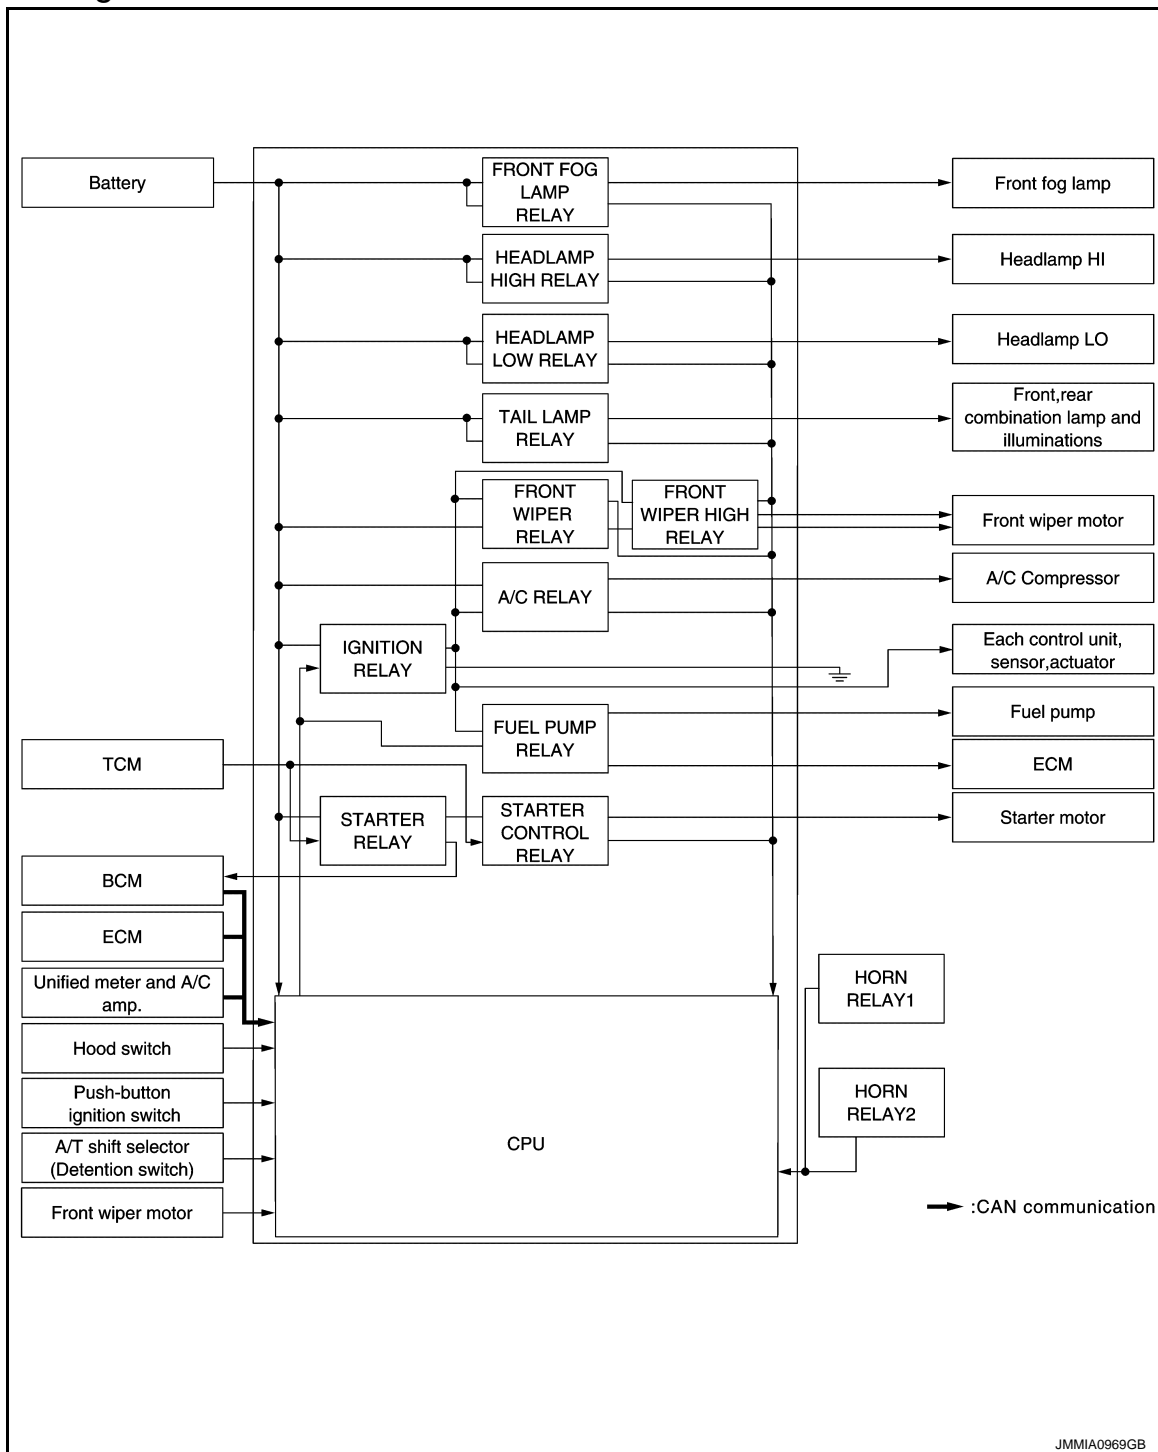 Battery
FRONT FOG
LAMP
RELAY
Front fog lamp
HEADLAMP
HIGH RELAY
Headlamp HI
HEADLAMP
LOW RELAY
Headlamp LO
TAIL LAMP
RELAY
Front,rear
combination lamp and
illuminations
FRONT
WIPER
RELAY
FRONT
WIPER HIGH
RELAY
Front wiper motor
A/C RELAY
A/C Compressor
IGNITION
RELAY
Each control unit,
sensor,actuator
FUEL PUMP
RELAY
Fuel pump
TCM
ECM
STARTER
RELAY
STARTER
CONTROL
RELAY
Starter motor
BCM
ECM
Unified meter and A/C
amp.
HORN
RELAY1
Hood switch
Push-button
ignition switch
HORN
RELAY2
A/T shift selector
(Detention switch)
CPU
Front wiper motor
:CAN communication
JMMIA0969GB